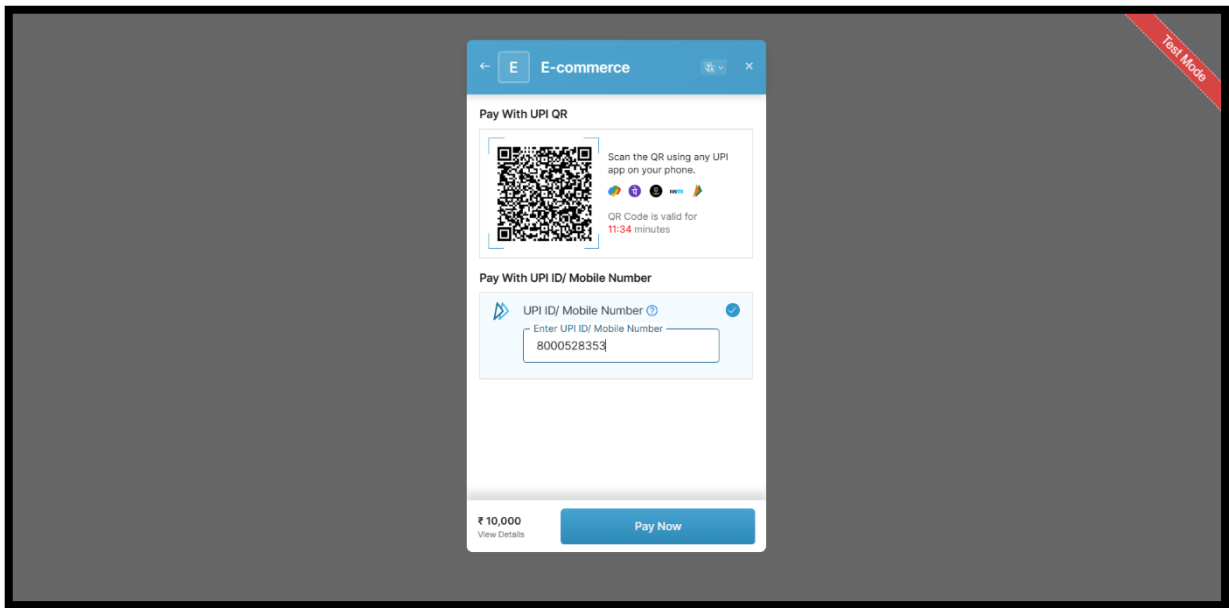 Test Mode
E E-commerce
Pay With UPI QR
Scan the QR using any UPI
app on your phone.
QR Code is valid for
11:34 minutes
Pay With UPI ID/ Mobile Number
UPI ID/ Mobile Number
Enter UPI ID/ Mobile Number
8000528353
₹ 10,000
View Details
Pay Now